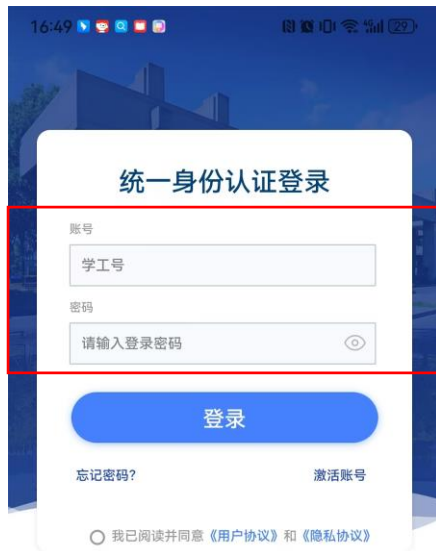 16:49 29
统一身份认证登录
账号
学工号
密码
请输入登录密码
登录
忘记密码? 激活账号
我已阅读并同意《用户协议》和《隐私协议》